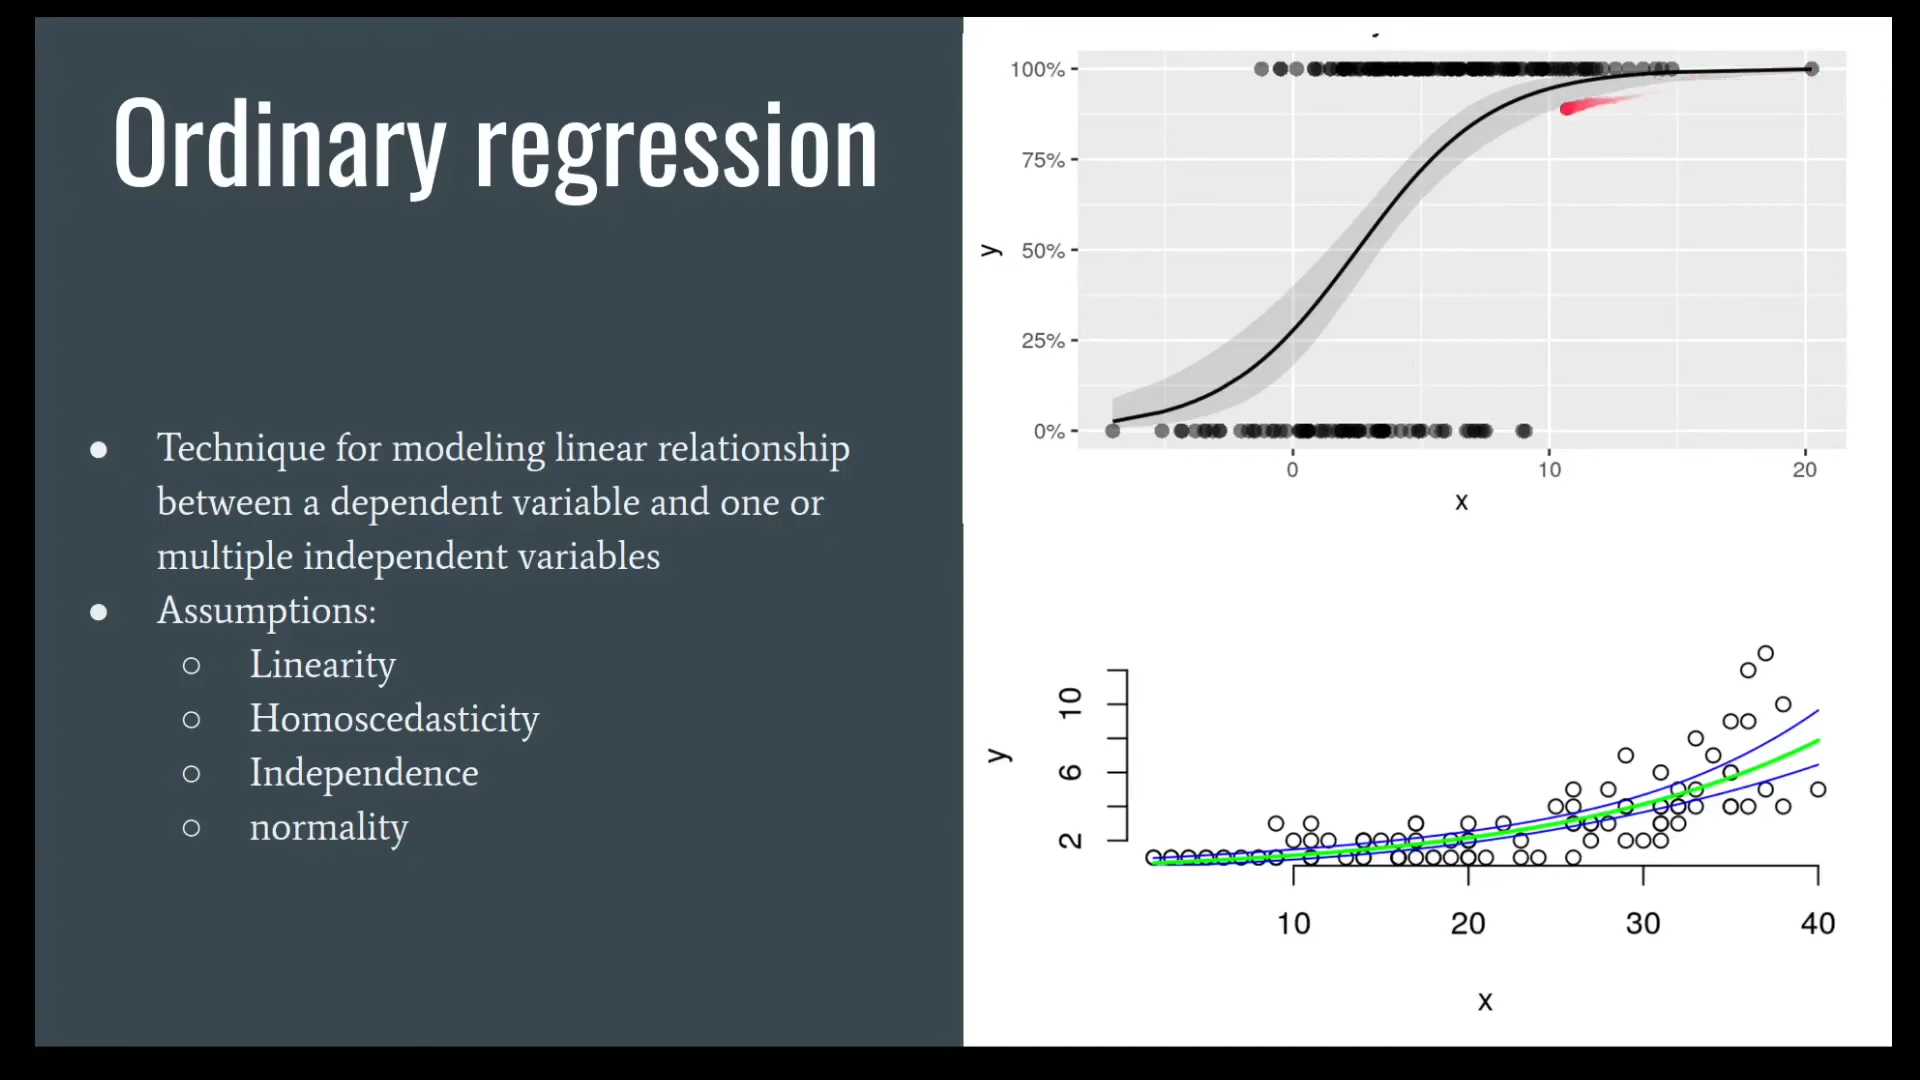 Ordinary regression
● Technique for modeling linear relationship
between a dependent variable and one or
multiple independent variables
● Assumptions:
○ Linearity
○ Homoscedasticity
○ Independence
○ normality
100%
75%
50%
25%
0%
y
0 10 20
x
10
6
2
y
10 20 30 40
x